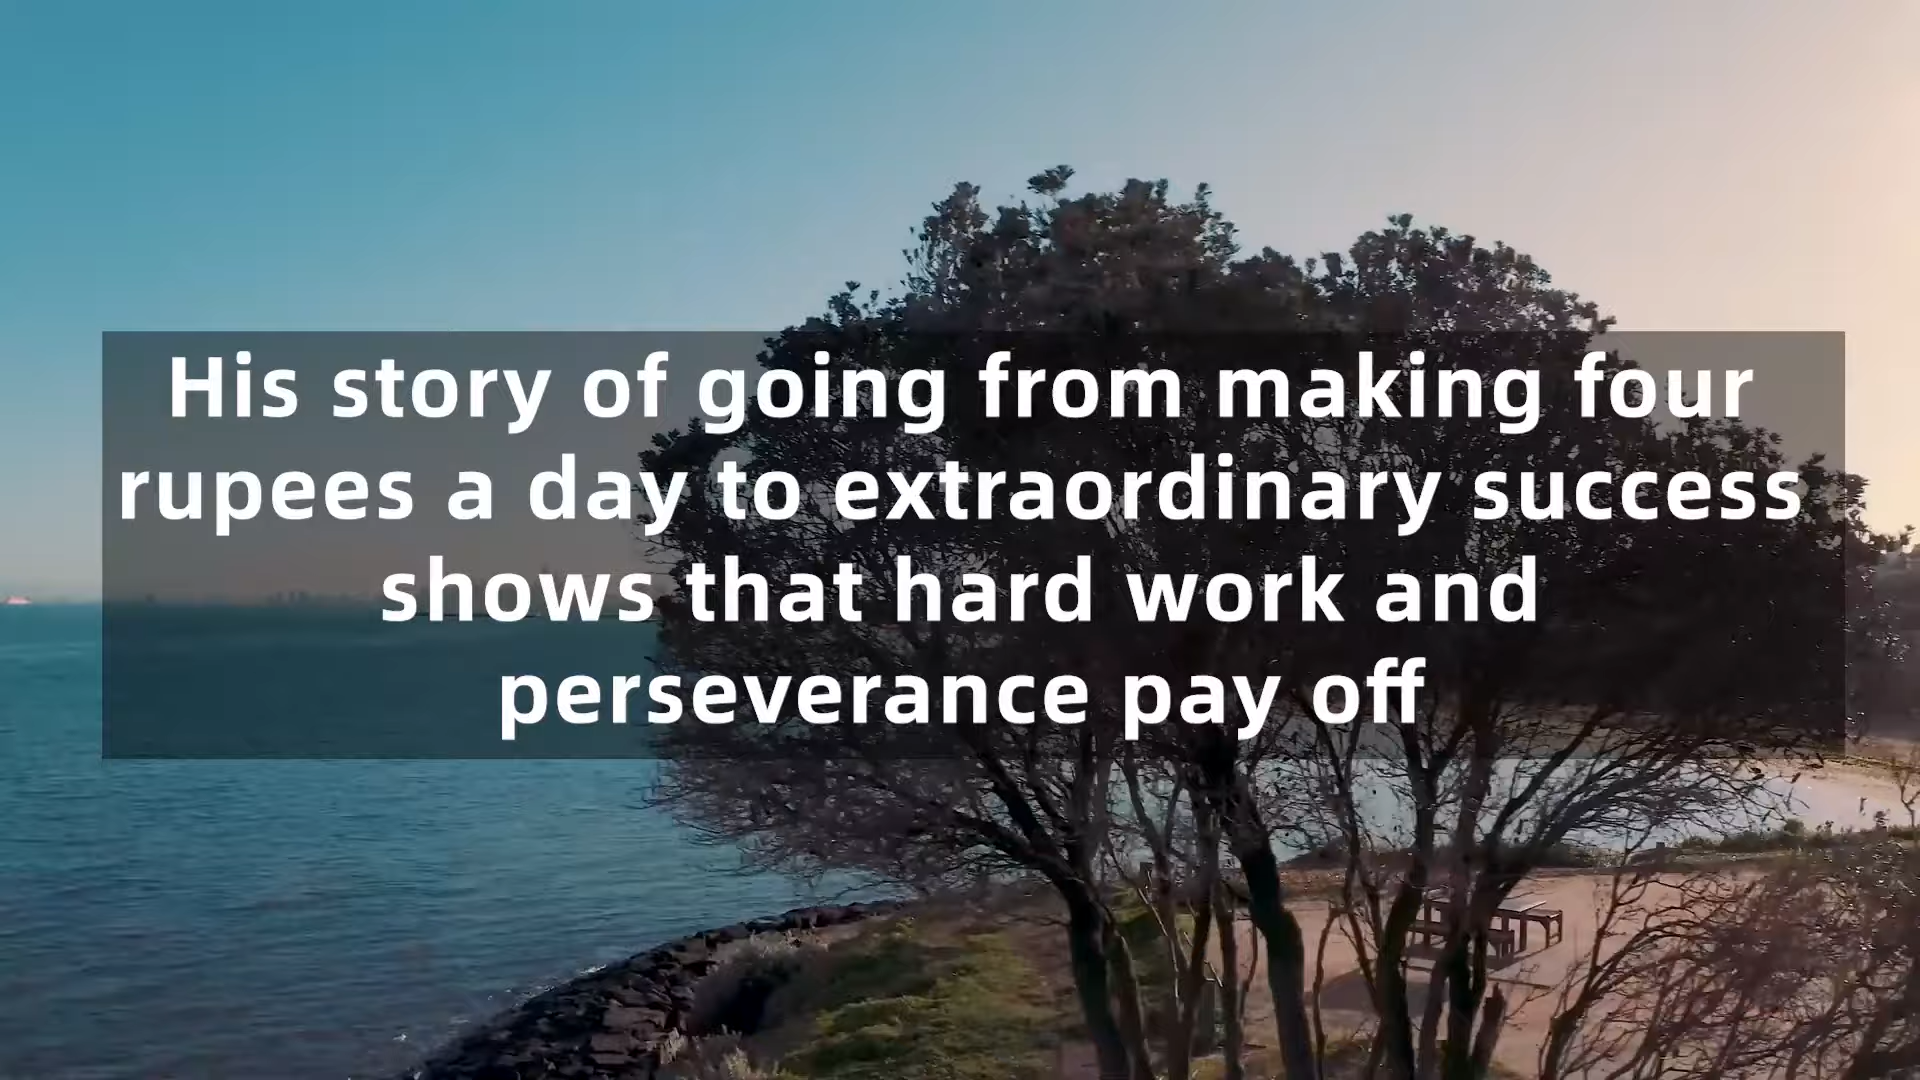 His story of going from making four
rupees a day to extraordinary success
shows that hard work and
perseverance pay off